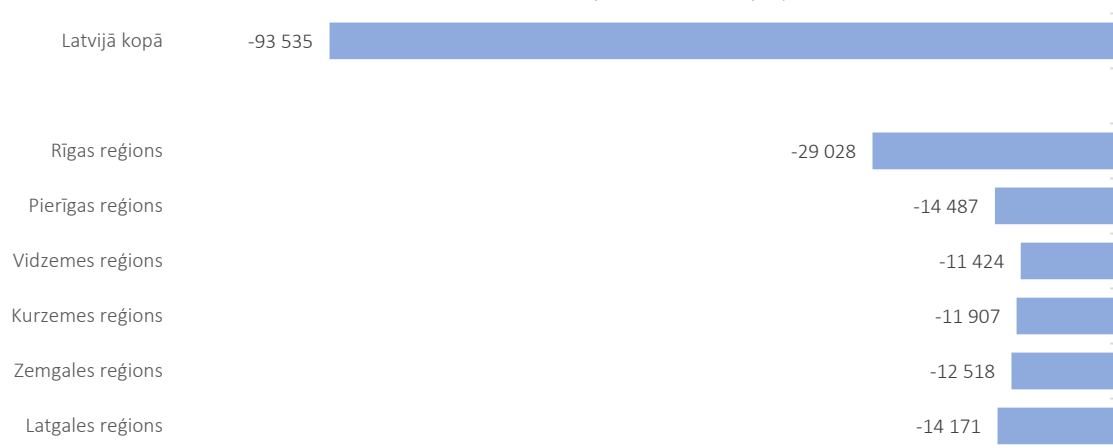 Latvijā kopā -93 535
Rīgas reģions -29 028
Pierīgas reģions -14 487
Vidzemes reģions -11 424
Kurzemes reģions -11 907
Zemgales reģions -12 518
Latgales reģions -14 171